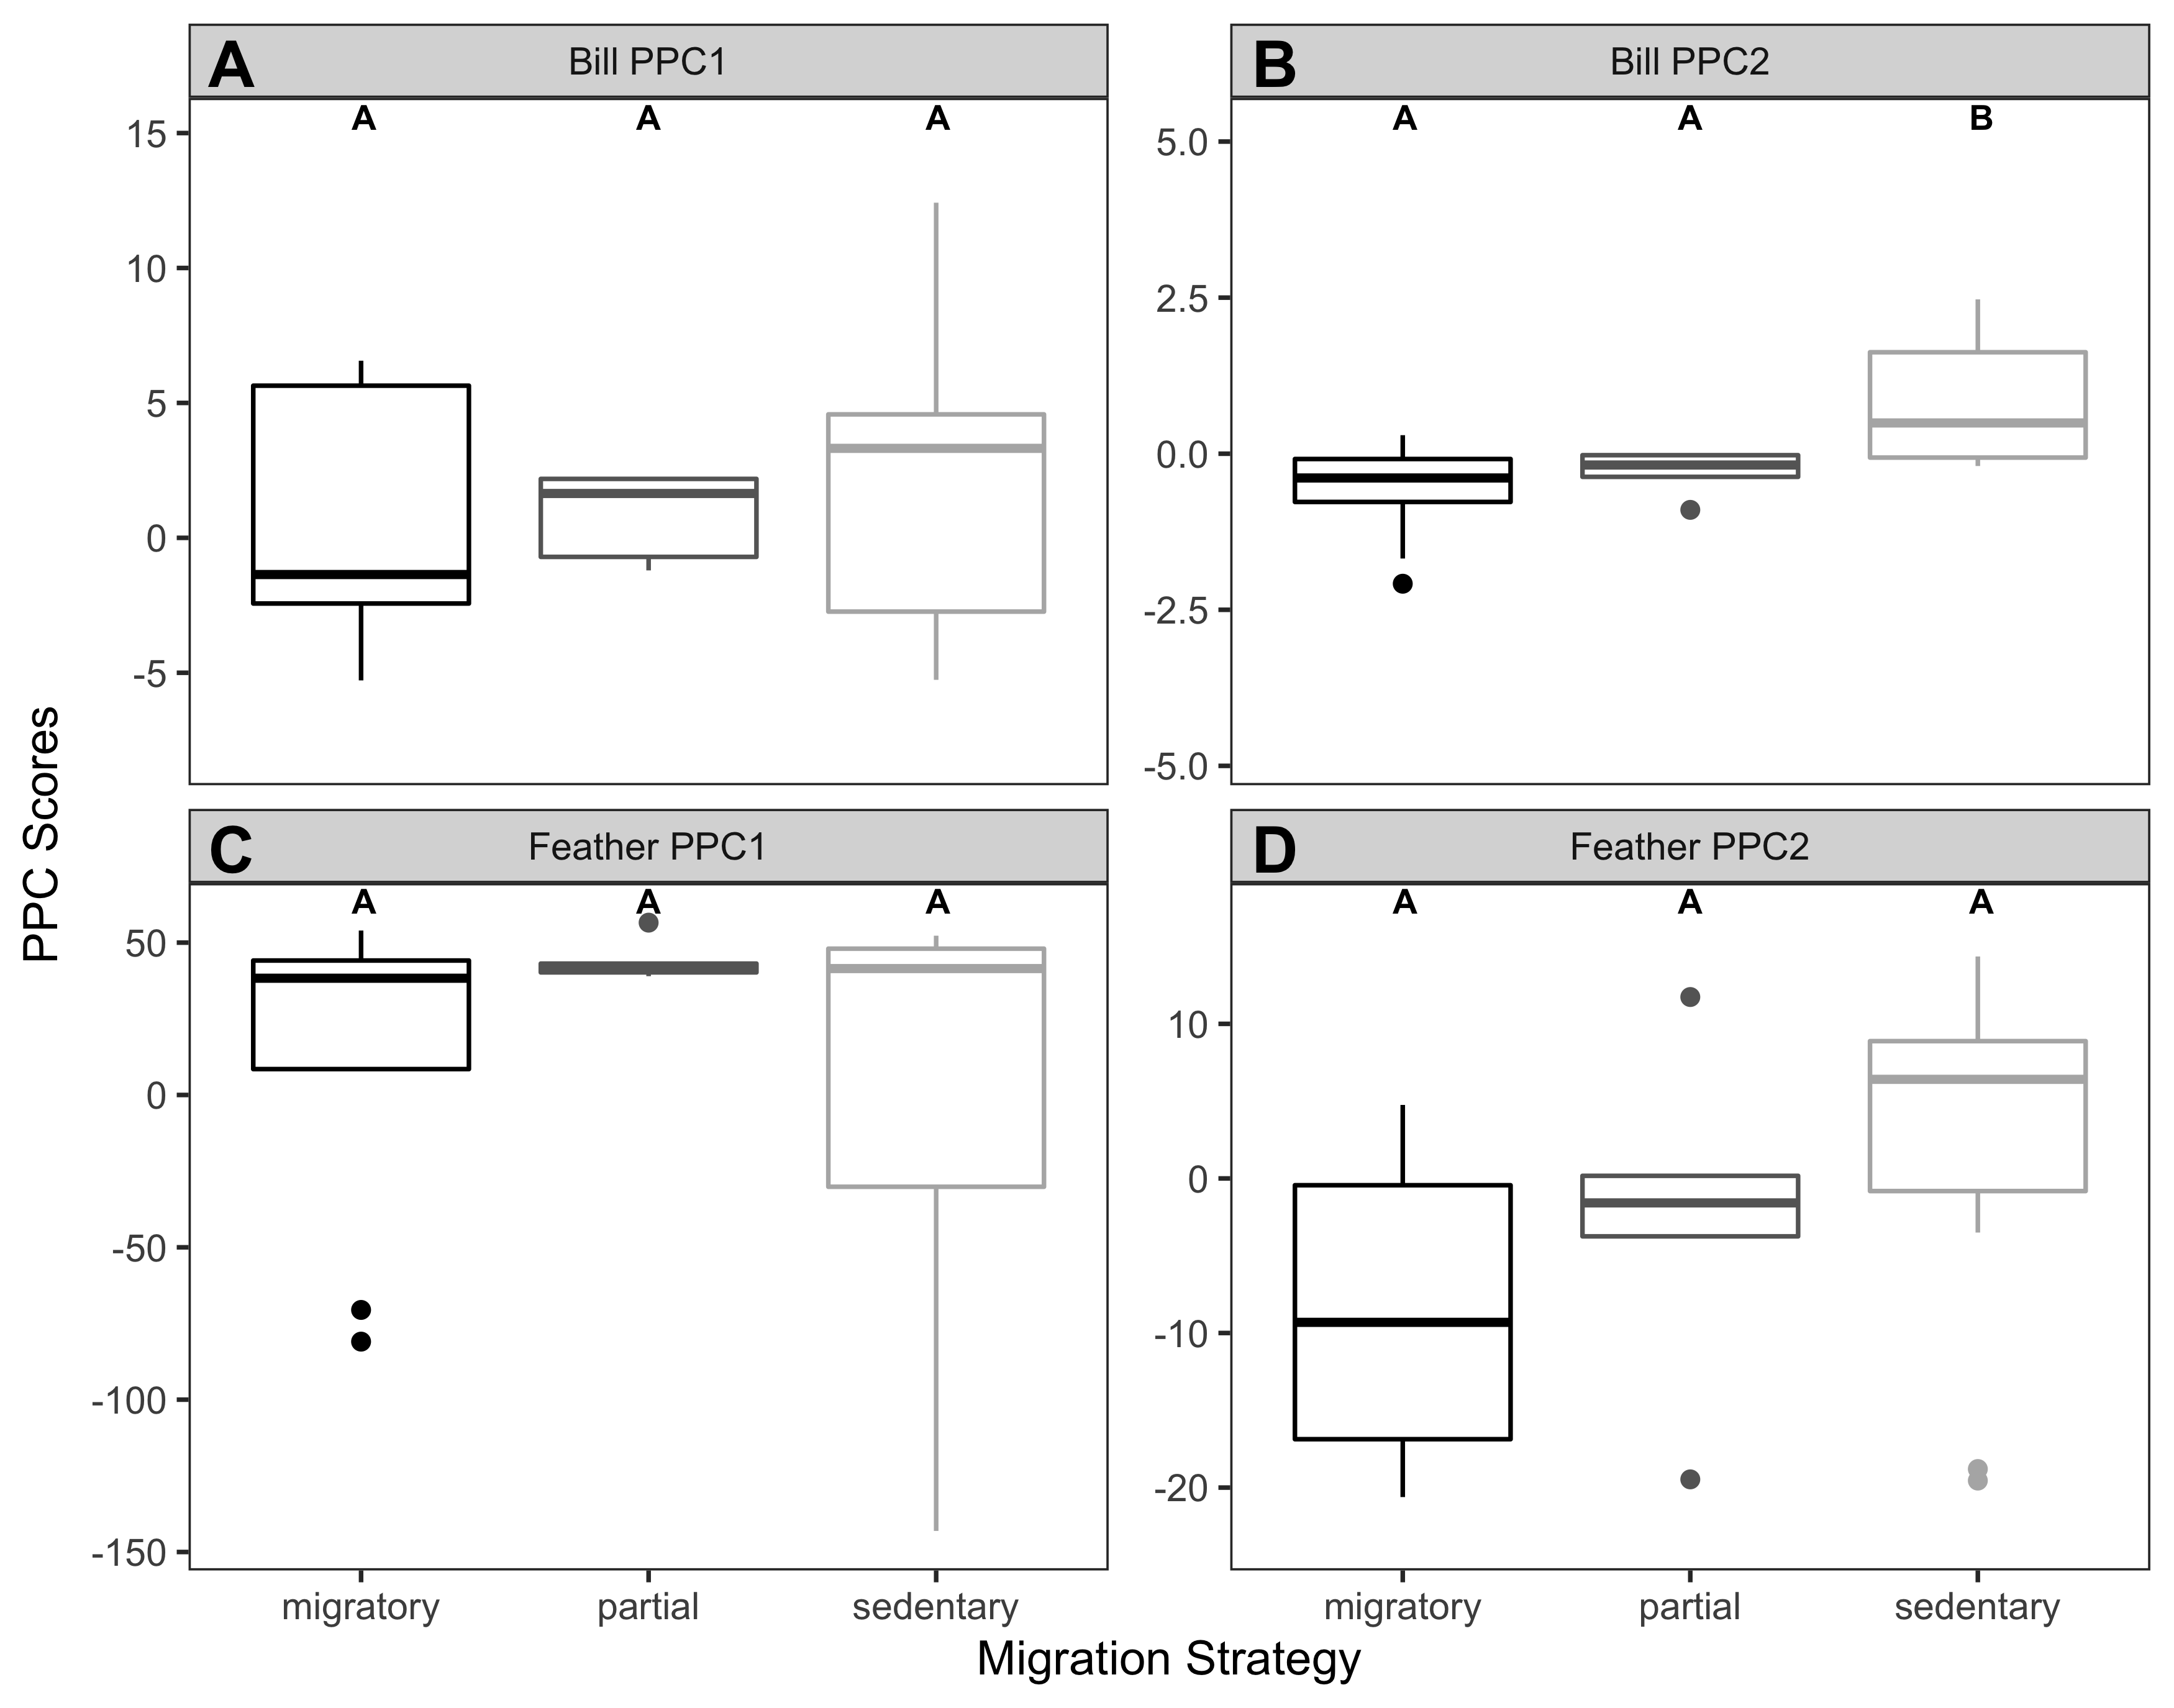 A Bill PPC1
B Bill PPC2
A A A
A A B
15
10
5
0
-5
5.0
2.5
0.0
-2.5
-5.0
PPC Scores
C Feather PPC1
D Feather PPC2
A A A
A A A
50
0
-50
-100
-150
10
0
-10
-20
migratory partial sedentary
migratory partial sedentary
Migration Strategy